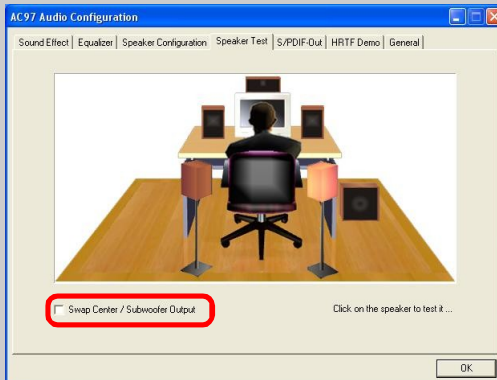 AC97 Audio Configuration
Sound Effect Equalizer Speaker Configuration Speaker Test S/PDIF-Out HRTF Demo General
Swap Center / Subwoofer Output Click on the speaker to test it ...
OK